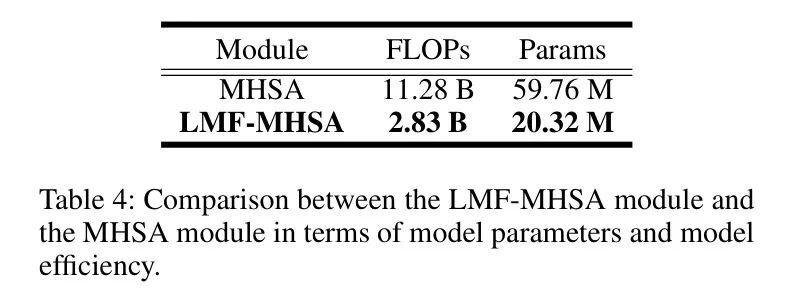 Module FLOPs Params
MHSA 11.28 B 59.76 M
LMF-MHSA 2.83 B 20.32 M
Table 4: Comparison between the LMF-MHSA module and
the MHSA module in terms of model parameters and model
efficiency.